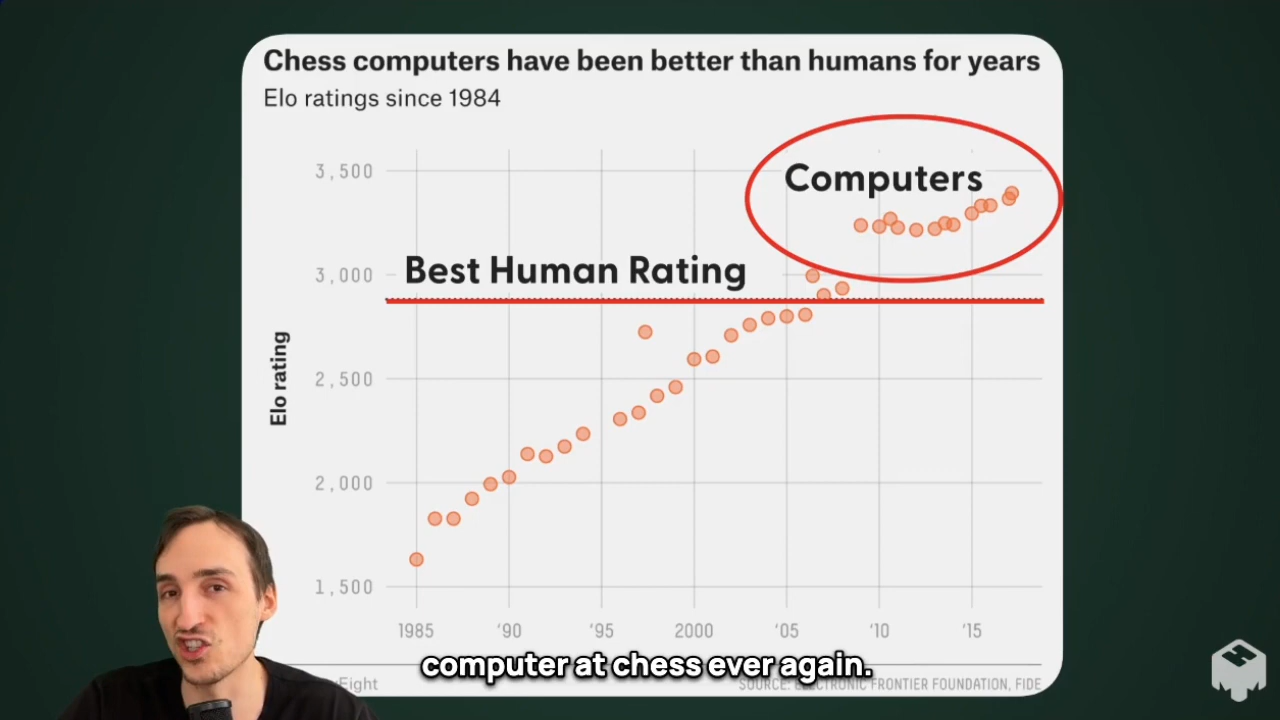 Chess computers have been better than humans for years
Elo ratings since 1984
3,500
Computers
3,000
Best Human Rating
Elo rating
2,500
2,000
1,500
1985 '90 '95 2000 '05 '10 '15
computer at chess ever again.
Eight
SOURCE: ELECTRONIC FRONTIER FOUNDATION, FIDE